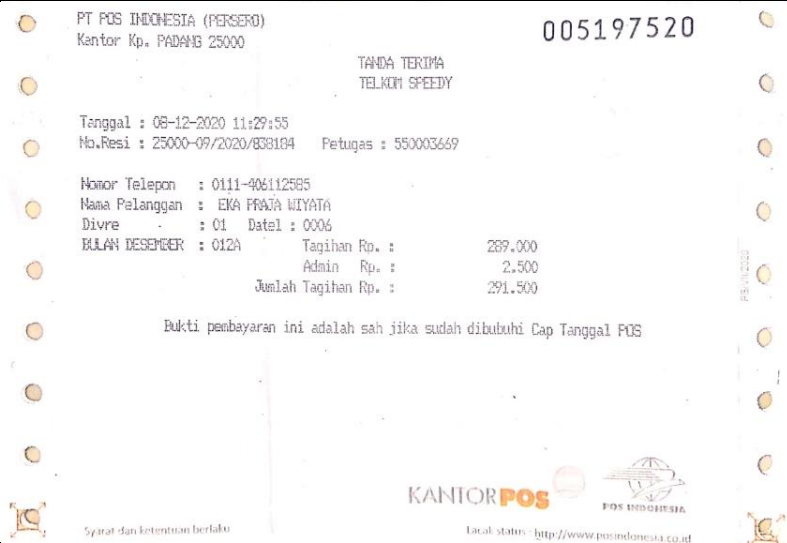 PT POS INDONESIA (PERSERO)
Kantor Kp. PADANG 25000
005197520
TANDA TERIMA
TELKOM SPEEDY
Tanggal : 08-12-2020 11:29:55
No.Resi : 25000-09/2020/838184 Petugas : 550003669
Nomor Telepon : 0111-406112585
Nama Pelanggan : EKA PRAJA WIYATA
Divre : 01 Datel : 0006
BULAN DESEMBER : 012A Tagihan Rp. : 289.000
Admin Rp. : 2.500
Jumlah Tagihan Rp. : 291.500
Bukti pembayaran ini adalah sah jika sudah dibubuhi Cap Tanggal POS
KANTORPOS
POS INDONESIA
Syarat dan ketentuan berlaku
Lacak status : http://www.posindonesia.co.id